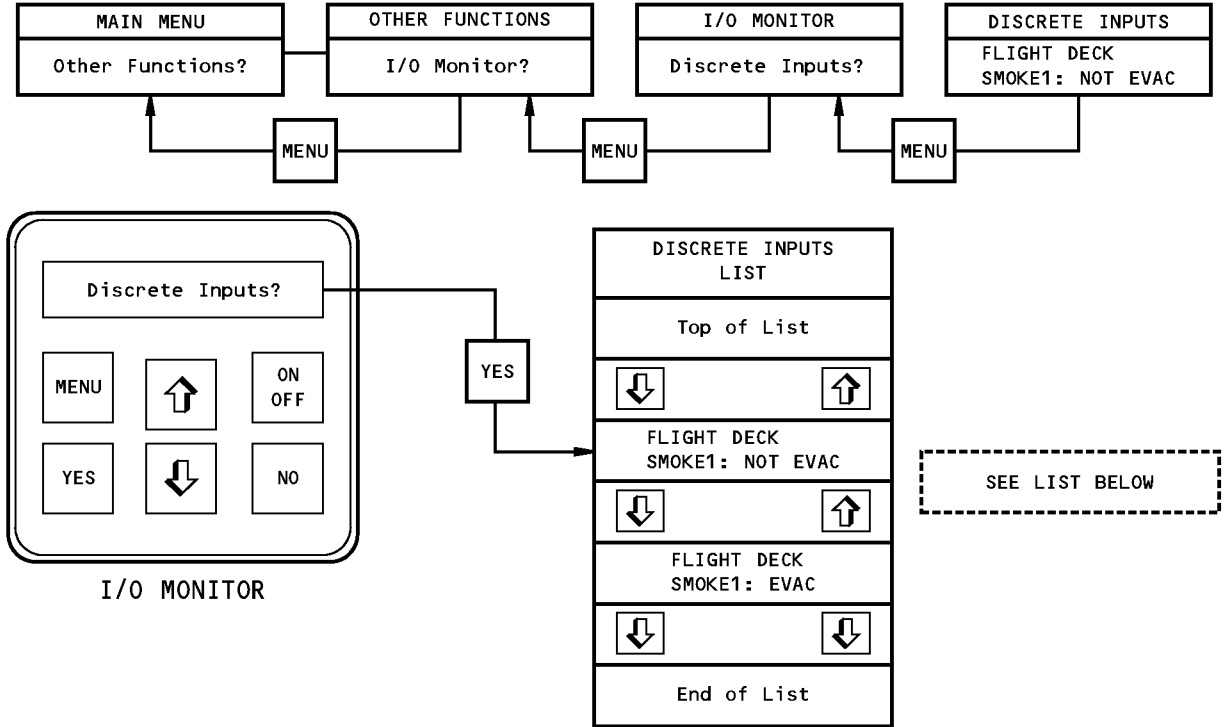 MAIN MENU
Other Functions?
OTHER FUNCTIONS
I/O Monitor?
I/O MONITOR
Discrete Inputs?
DISCRETE INPUTS
FLIGHT DECK
SMOKE1: NOT EVAC
MENU
MENU
MENU
Discrete Inputs?
MENU
ON
OFF
YES
NO
I/O MONITOR
YES
DISCRETE INPUTS
LIST
Top of List
FLIGHT DECK
SMOKE1: NOT EVAC
FLIGHT DECK
SMOKE1: EVAC
End of List
SEE LIST BELOW